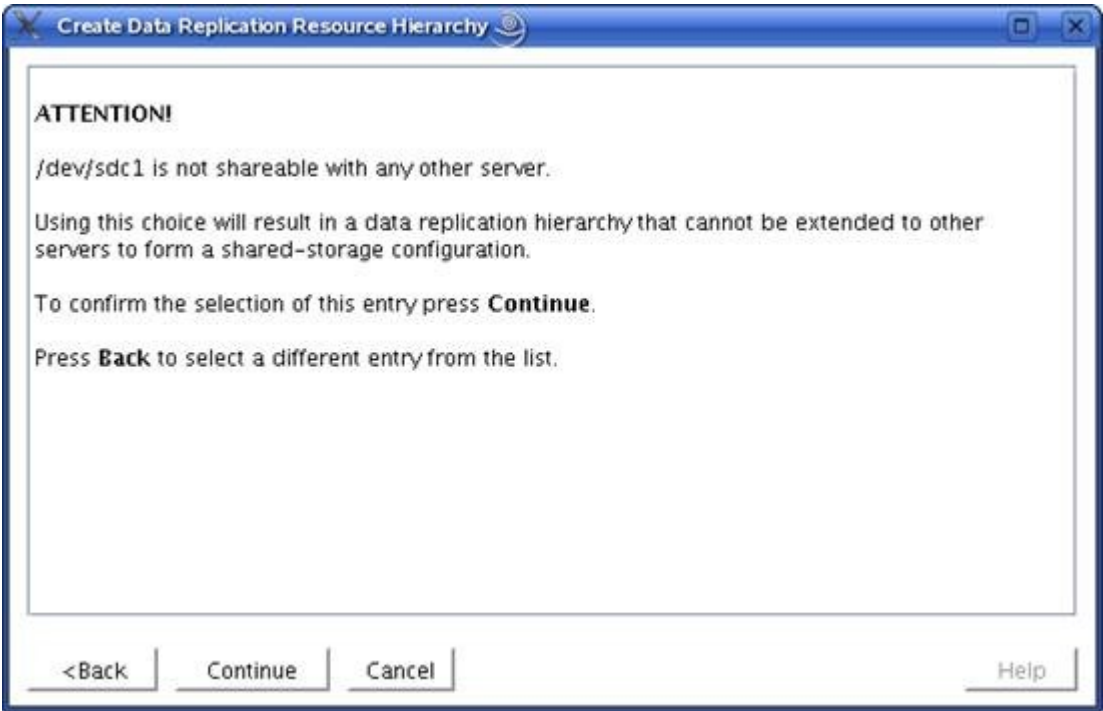 Create Data Replication Resource Hierarchy
ATTENTION!
/dev/sdc1 is not shareable with any other server.
Using this choice will result in a data replication hierarchy that cannot be extended to other
servers to form a shared-storage configuration.
To confirm the selection of this entry press Continue.
Press Back to select a different entry from the list.
<Back Continue Cancel Help